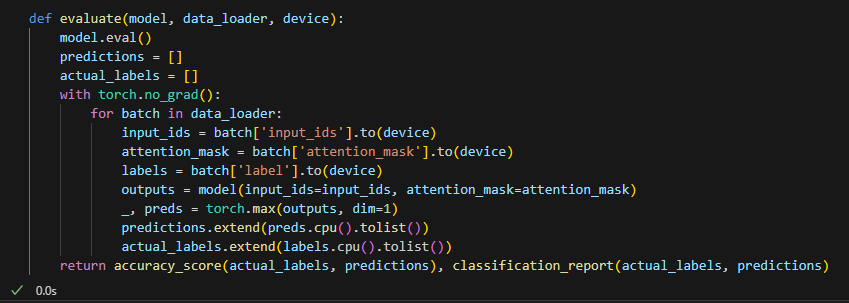 def evaluate(model, data_loader, device):
    model.eval()
    predictions = []
    actual_labels = []
    with torch.no_grad():
        for batch in data_loader:
            input_ids = batch['input_ids'].to(device)
            attention_mask = batch['attention_mask'].to(device)
            labels = batch['label'].to(device)
            outputs = model(input_ids=input_ids, attention_mask=attention_mask)
            _, preds = torch.max(outputs, dim=1)
            predictions.extend(preds.cpu().tolist())
            actual_labels.extend(labels.cpu().tolist())
    return accuracy_score(actual_labels, predictions), classification_report(actual_labels, predictions)
0.0s